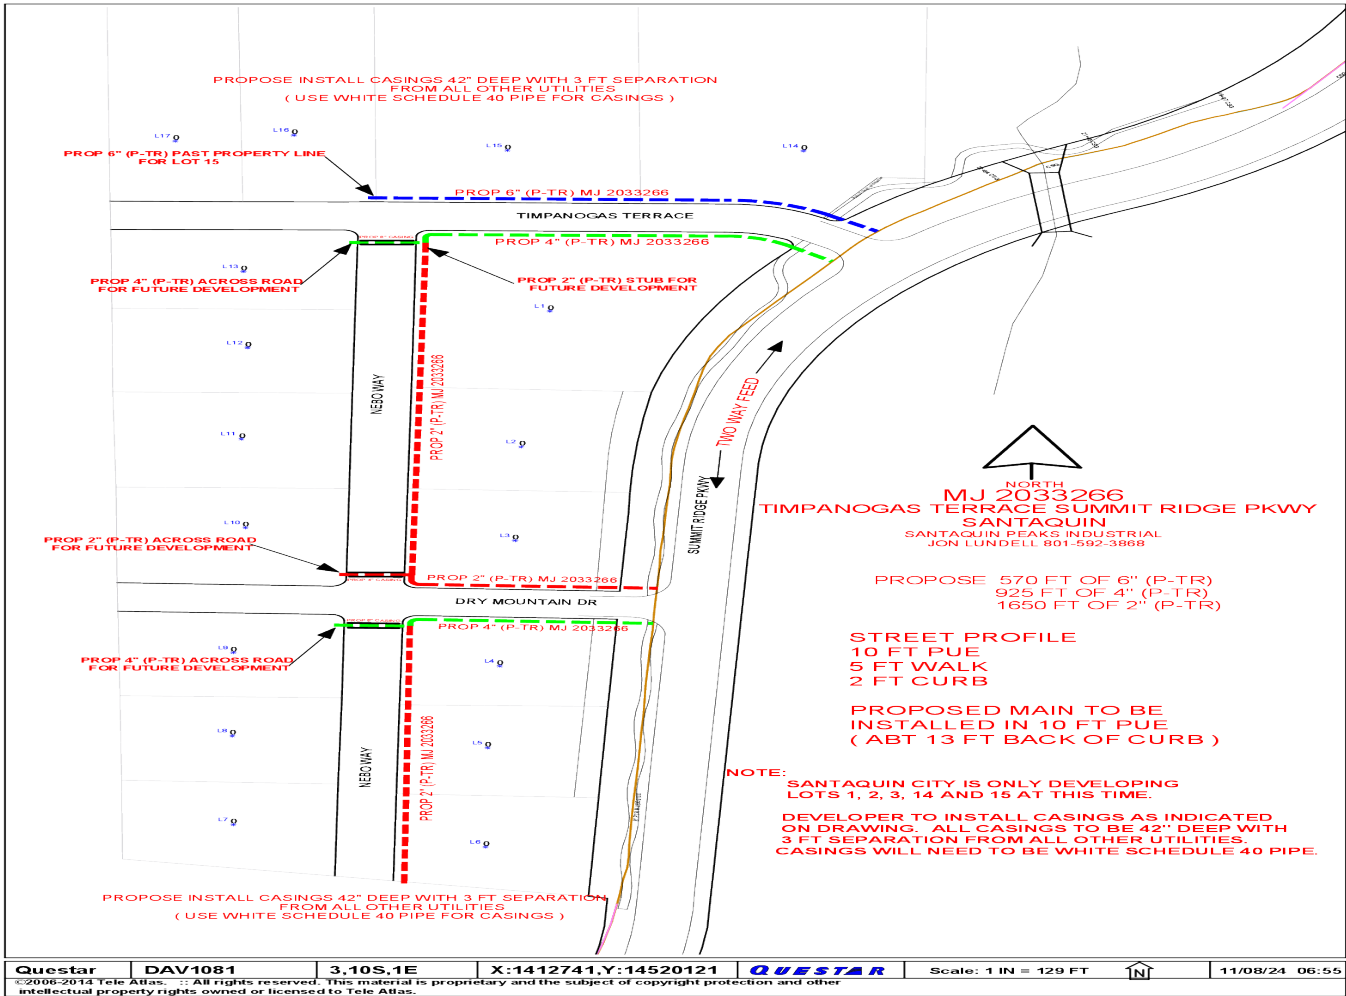 PROPOSE INSTALL CASINGS 42" DEEP WITH 3 FT SEPARATION
FROM ALL OTHER UTILITIES
( USE WHITE SCHEDULE 40 PIPE FOR CASINGS )
L17
L16
L15
L14
PROP 6" (P-TR) PAST PROPERTY LINE
FOR LOT 15
PROP 6" (P-TR) MJ 2033266
TIMPANOGAS TERRACE
PROP 4" (P-TR) MJ 2033266
L13
PROP 4" (P-TR) ACROSS ROAD
FOR FUTURE DEVELOPMENT
PROP 2" (P-TR) STUB FOR
FUTURE DEVELOPMENT
L1
L12
NEBO WAY
PROP 2" (P-TR) MJ 2033266
TWO WAY FEED
L11
L2
SUMMIT RIDGE PKWY
L10
L3
PROP 2" (P-TR) ACROSS ROAD
FOR FUTURE DEVELOPMENT
PROP 2" (P-TR) MJ 2033266
DRY MOUNTAIN DR
PROP 4" (P-TR) MJ 2033266
L9
L4
PROP 4" (P-TR) ACROSS ROAD
FOR FUTURE DEVELOPMENT
L8
L5
NEBO WAY
PROP 2" (P-TR) MJ 2033266
L7
L6
PROPOSE INSTALL CASINGS 42" DEEP WITH 3 FT SEPARATION
FROM ALL OTHER UTILITIES
( USE WHITE SCHEDULE 40 PIPE FOR CASINGS )
NORTH
MJ 2033266
TIMPANOGAS TERRACE SUMMIT RIDGE PKWY
SANTAQUIN
SANTAQUIN PEAKS INDUSTRIAL
JON LUNDELL 801-592-3868
PROPOSE 570 FT OF 6" (P-TR)
925 FT OF 4" (P-TR)
1650 FT OF 2" (P-TR)
STREET PROFILE
10 FT PUE
5 FT WALK
2 FT CURB
PROPOSED MAIN TO BE
INSTALLED IN 10 FT PUE
( ABT 13 FT BACK OF CURB )
NOTE:
SANTAQUIN CITY IS ONLY DEVELOPING
LOTS 1, 2, 3, 14 AND 15 AT THIS TIME.
DEVELOPER TO INSTALL CASINGS AS INDICATED
ON DRAWING. ALL CASINGS TO BE 42" DEEP WITH
3 FT SEPARATION FROM ALL OTHER UTILITIES.
CASINGS WILL NEED TO BE WHITE SCHEDULE 40 PIPE.
Questar DAV1081 3,10S,1E X:1412741,Y:14520121 QUESTAR Scale: 1 IN = 129 FT N 11/08/24 06:55
©2006-2014 Tele Atlas. :: All rights reserved. This material is proprietary and the subject of copyright protection and other
intellectual property rights owned or licensed to Tele Atlas.